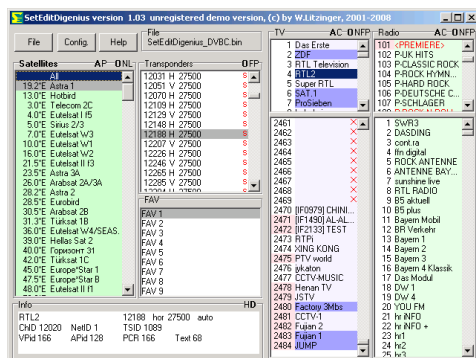 SetEditDigenius version 1.03 unregistered demo version, (c) by W.Litzinger, 2001-2008
File
Config.
Help
File
SetEditDigenius_DVBC.bin
Satellites AP ONL
All
19.2°E Astra 1
13.0°E Hotbird
3.0°E Telecom 2C
4.0°E Eutelsat I f5
5.0°E Sirius 2/3
7.0°E Eutelsat W3
10.0°E Eutelsat W1
16.0°E Eutelsat W2
21.5°E Eutelsat II f3
23.5°E Astra 3A
26.0°E Arabsat 2A/3A
28.2°E Astra 2
28.5°E Eurobird
30.5°E Arabsat 2B
31.3°E Türksat 1B
36.0°E Eutelsat W4/SEAS.
39.0°E Hellas Sat 2
40.0°E Горизонт 31
42.0°E Türksat 1C
45.0°E Europe*Star 1
47.5°E Europe*Star B
48.0°E Eutelsat II f1
Transponders OFP
12031 H 27500 S
12051 V 27500 S
12070 H 27500 S
12109 H 27500 S
12129 V 27500 S
12148 H 27500 S
12188 H 27500 S
12207 V 27500 S
12226 H 27500 S
12246 V 27500 S
12265 H 27500 S
12285 V 27500 S
FAV
FAV 1
FAV 2
FAV 3
FAV 4
FAV 5
FAV 6
FAV 7
FAV 8
FAV 9
TV AC ONFP
1 Das Erste
2 ZDF
3 RTL Television
4 RTL2
5 Super RTL
6 SAT.1
7 ProSieben
2461 X
2462 X
2463 X
2464 X
2465 X
2466 X
2467 X
2468 X
2469 X
2470 [IF0979] CHINI...
2471 [IF1490] AL-AL...
2472 [IF2133] TEST
2473 RTPi
2474 XING KONG
2475 PTV world
2476 jykaton
2477 CCTV-MUSIC
2478 Henan TV
2479 JSTV
2480 Factory 3Mbs
2481 CCTV-1
2482 Fujian 2
2483 Fujian 1
2484 JUMP
Radio AC ONFP
101 <PREMIERE>
102 P-UK HITS
103 P-CLASSIC ROCK
104 P-ROCK HYMN...
105 P-HARD ROCK
106 P-DEUTSCHE C...
107 P-SCHLAGER
1 SWR3
2 DASDING
3 cont.ra
4 ffn digital
5 ROCK ANTENNE
6 ANTENNE BAY...
7 sunshine live
8 RTL RADIO
9 B5 aktuell
10 B5 plus
11 Bayern Mobil
12 BR Verkehr
13 Bayern 1
14 Bayern 2
15 Bayern 3
16 Bayern 4 Klassik
17 Das Modul
18 DW 1
19 DW 4
20 YOU FM
21 hr iNFO
22 hr iNFO +
23 hr1
24 hr2
25 hr3
Info HD
RTL2 12188 hor 27500 auto
ChID 12020 NetID 1 TSID 1089
VPid 166 APid 128 PCR 166 Text 68